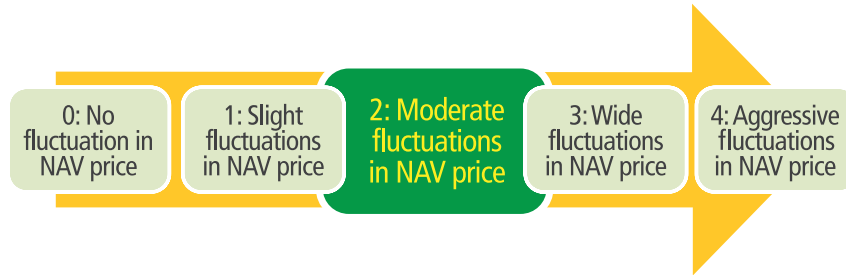 0: No
fluctuation in
NAV price
1: Slight
fluctuations
in NAV price
2: Moderate
fluctuations
in NAV price
3: Wide
fluctuations
in NAV price
4: Aggressive
fluctuations
in NAV price